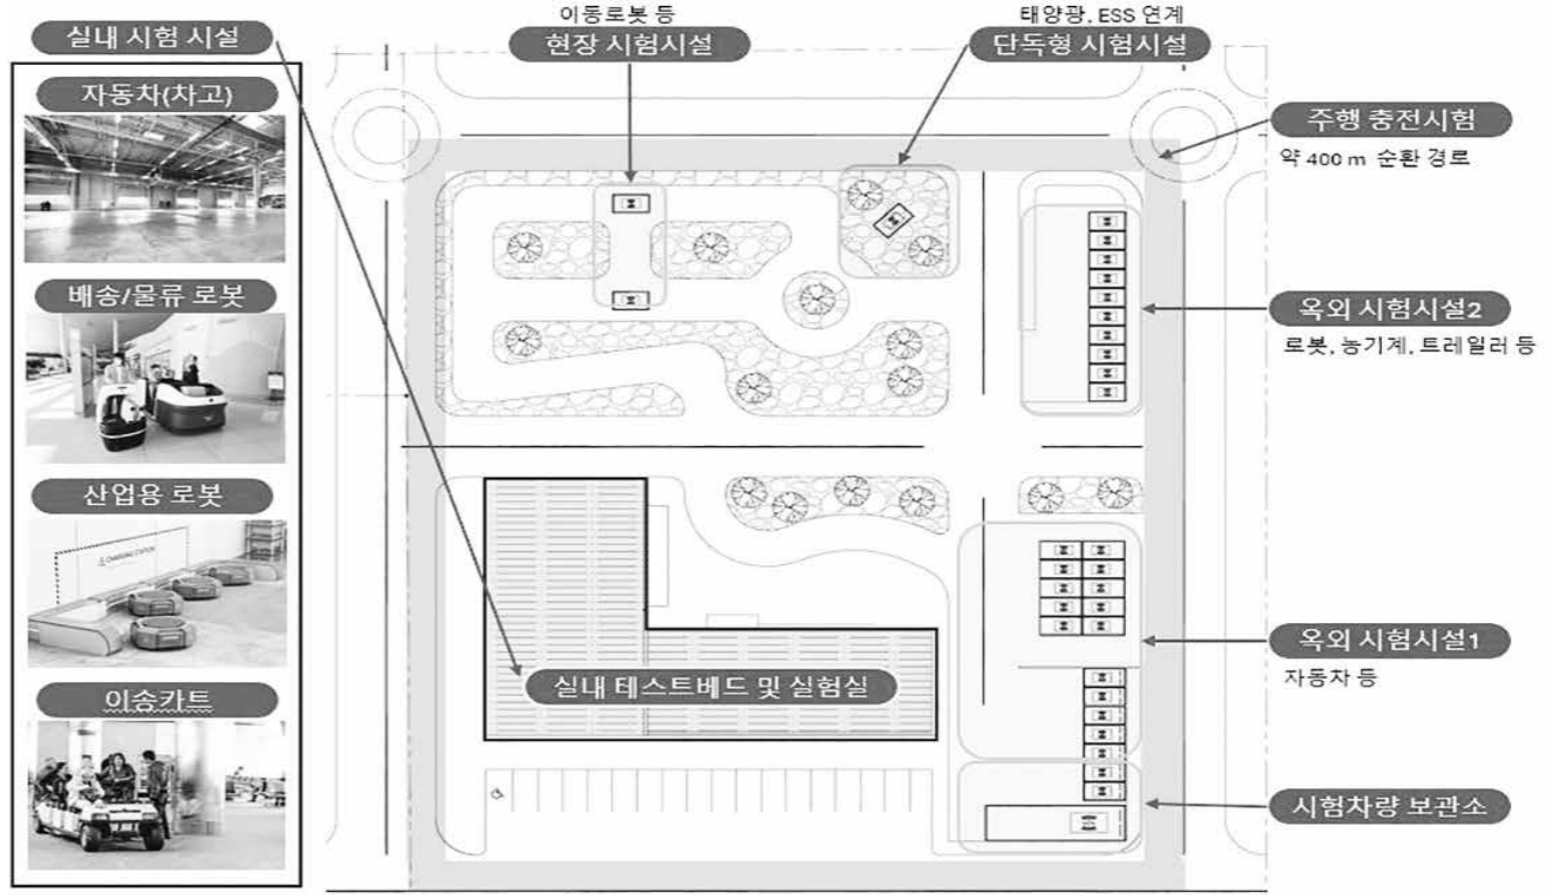 실내 시험 시설
자동차(차고)
배송/물류 로봇
산업용 로봇
CHARGING STATION
이송카트
이동로봇 등
현장 시험시설
태양광, ESS 연계
단독형 시험시설
주행 충전시험
약 400 m 순환 경로
옥외 시험시설2
로봇, 농기계, 트레일러 등
옥외 시험시설1
자동차 등
실내 테스트베드 및 실험실
시험차량 보관소